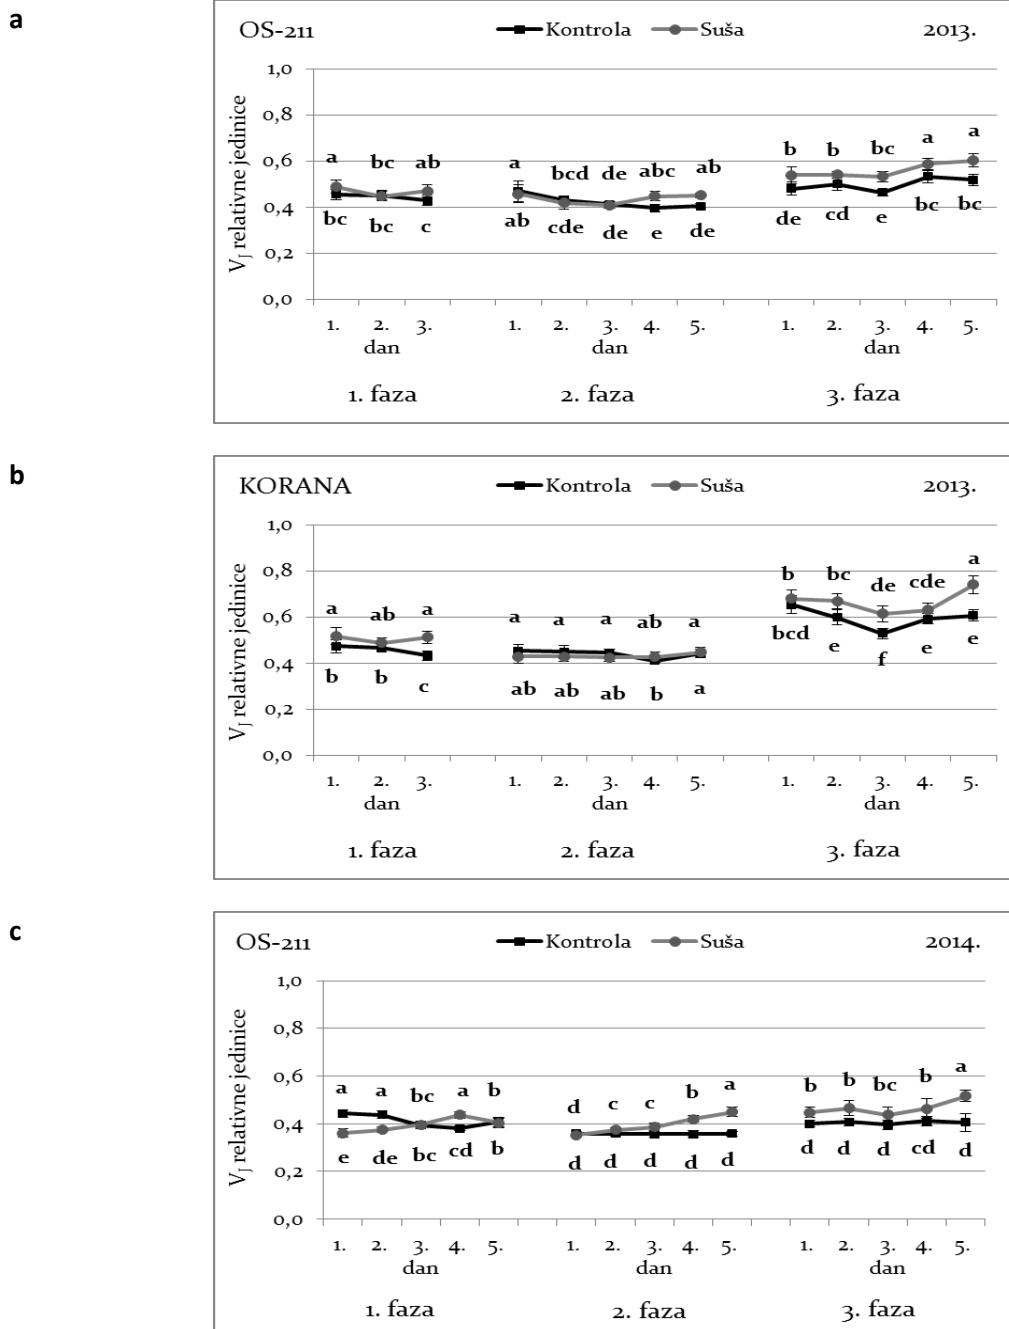 a
OS-211 Kontrola Suša 2013.
V_J relativne jedinice
1,0
0,8
0,6
0,4
0,2
0,0
a bc ab a bcd de abc ab b b bc a a
bc bc c ab cde de e de de cd e bc bc
1. 2. 3. 1. 2. 3. 4. 5. 1. 2. 3. 4. 5.
dan dan dan
1. faza 2. faza 3. faza
b
KORANA Kontrola Suša 2013.
V_J relativne jedinice
1,0
0,8
0,6
0,4
0,2
0,0
a ab a a a a ab a b bc de cde a
b b c ab ab ab b a bcd e f e e
1. 2. 3. 1. 2. 3. 4. 5. 1. 2. 3. 4. 5.
dan dan dan
1. faza 2. faza 3. faza
c
OS-211 Kontrola Suša 2014.
V_J relativne jedinice
1,0
0,8
0,6
0,4
0,2
0,0
a a bc a b d c c b a b b bc b a
e de bc cd b d d d d d d d d cd d
1. 2. 3. 4. 5. 1. 2. 3. 4. 5. 1. 2. 3. 4. 5.
dan dan dan
1. faza 2. faza 3. faza